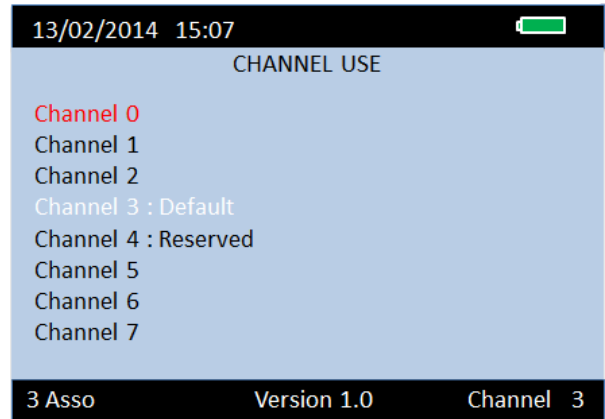 13/02/2014 15:07
CHANNEL USE
Channel 0
Channel 1
Channel 2
Channel 3 : Default
Channel 4 : Reserved
Channel 5
Channel 6
Channel 7
3 Asso Version 1.0 Channel 3